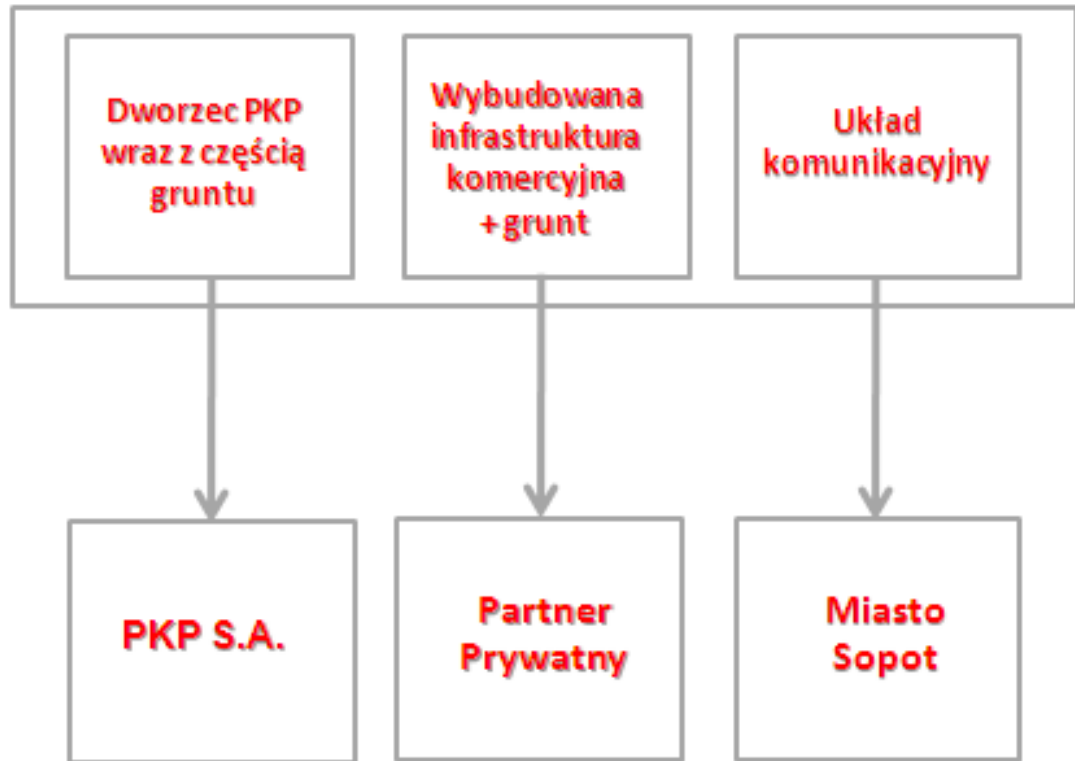 Dworzec PKP
wraz z częścią
gruntu
Wybudowana
infrastruktura
komercyjna
+ grunt
Układ
komunikacyjny
PKP S.A.
Partner
Prywatny
Miasto
Sopot